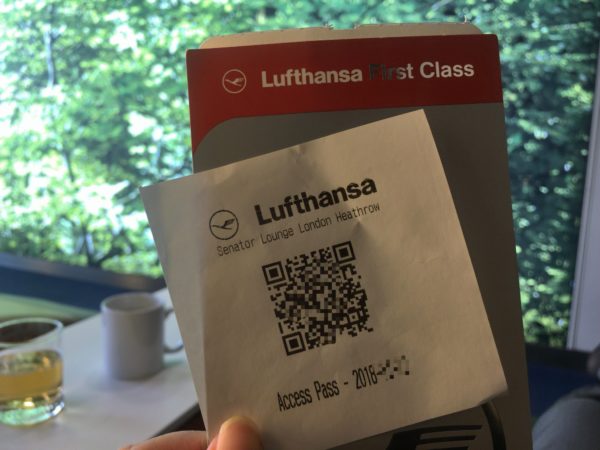 Lufthansa First Class
Lufthansa
Senator Lounge London Heathrow
Access Pass - 2018-